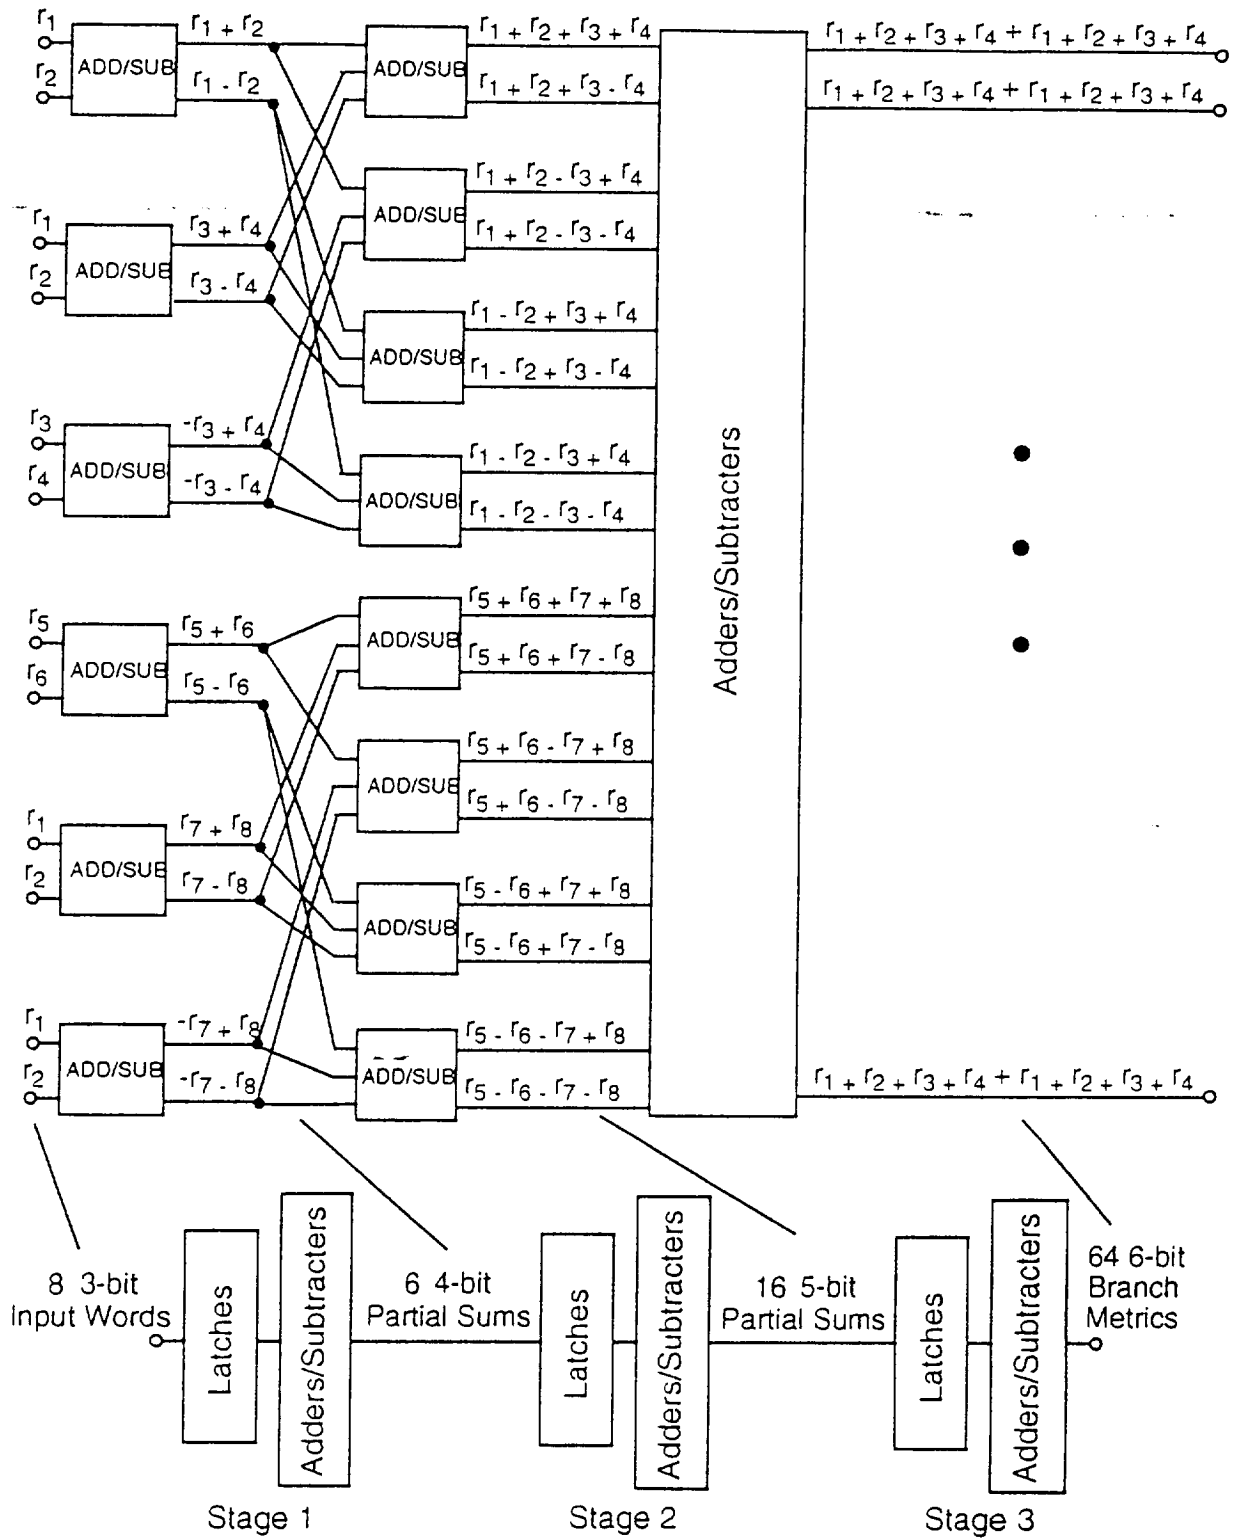 r1
r2
ADD/SUB
r1 + r2
r1 - r2
ADD/SUB
r1 + r2 + r3 + r4
r1 + r2 + r3 - r4
r1 + r2 + r3 + r4 + r1 + r2 + r3 + r4
r1 + r2 + r3 + r4 + r1 + r2 + r3 + r4
ADD/SUB
r1 + r2 - r3 + r4
r1 + r2 - r3 - r4
r1
r2
ADD/SUB
r3 + r4
r3 - r4
ADD/SUB
r1 - r2 + r3 + r4
r1 - r2 + r3 - r4
r3
r4
ADD/SUB
-r3 + r4
-r3 - r4
ADD/SUB
r1 - r2 - r3 + r4
r1 - r2 - r3 - r4
Adders/Subtracters
r5
r6
ADD/SUB
r5 + r6
r5 - r6
ADD/SUB
r5 + r6 + r7 + r8
r5 + r6 + r7 - r8
ADD/SUB
r5 + r6 - r7 + r8
r5 + r6 - r7 - r8
r1
r2
ADD/SUB
r7 + r8
r7 - r8
ADD/SUB
r5 - r6 + r7 + r8
r5 - r6 + r7 - r8
r1
r2
ADD/SUB
-r7 + r8
-r7 - r8
ADD/SUB
r5 - r6 - r7 + r8
r5 - r6 - r7 - r8
r1 + r2 + r3 + r4 + r1 + r2 + r3 + r4
8 3-bit
Input Words
Latches
Adders/Subtracters
6 4-bit
Partial Sums
Latches
Adders/Subtracters
16 5-bit
Partial Sums
Latches
Adders/Subtracters
64 6-bit
Branch
Metrics
Stage 1
Stage 2
Stage 3